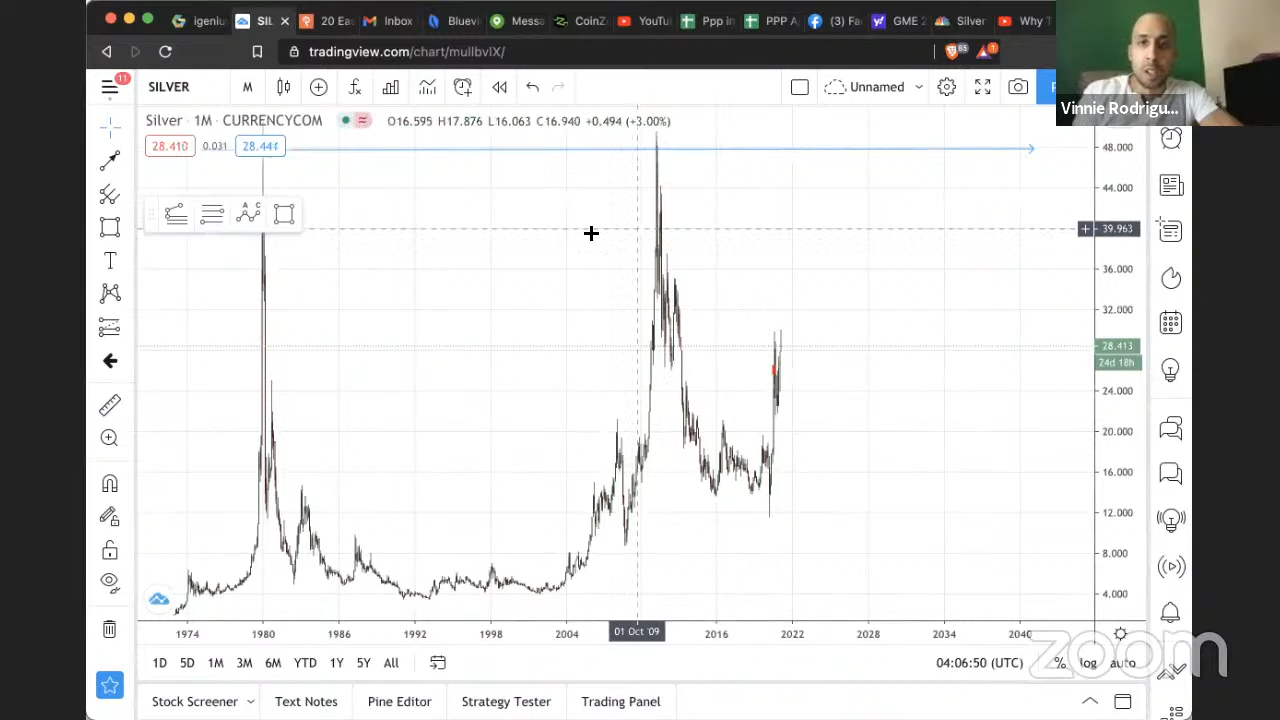 igeniu
SIL
20 Eas
Inbox
Bluevi
Messa
CoinZ
YouTU
Ppp in
PPP A
(3) Fa
GME 2
Silver
Why T
tradingview.com/chart/mullbvIX/
85
1
Vinnie Rodrigu...
11
SILVER
M
Unnamed
Silver · 1M · CURRENCYCOM
O16.595 H17.876 L16.063 C16.940 +0.494 (+3.00%)
28.410
0.031
28.444
48.000
44.000
39.963
36.000
32.000
28.413
24d 18h
24.000
20.000
16.000
12.000
8.000
4.000
1974
1980
1986
1992
1998
2004
01 Oct '09
2016
2022
2028
2034
2040
1D
5D
1M
3M
6M
YTD
1Y
5Y
All
04:06:50 (UTC)
%
log
auto
zoom
Stock Screener
Text Notes
Pine Editor
Strategy Tester
Trading Panel